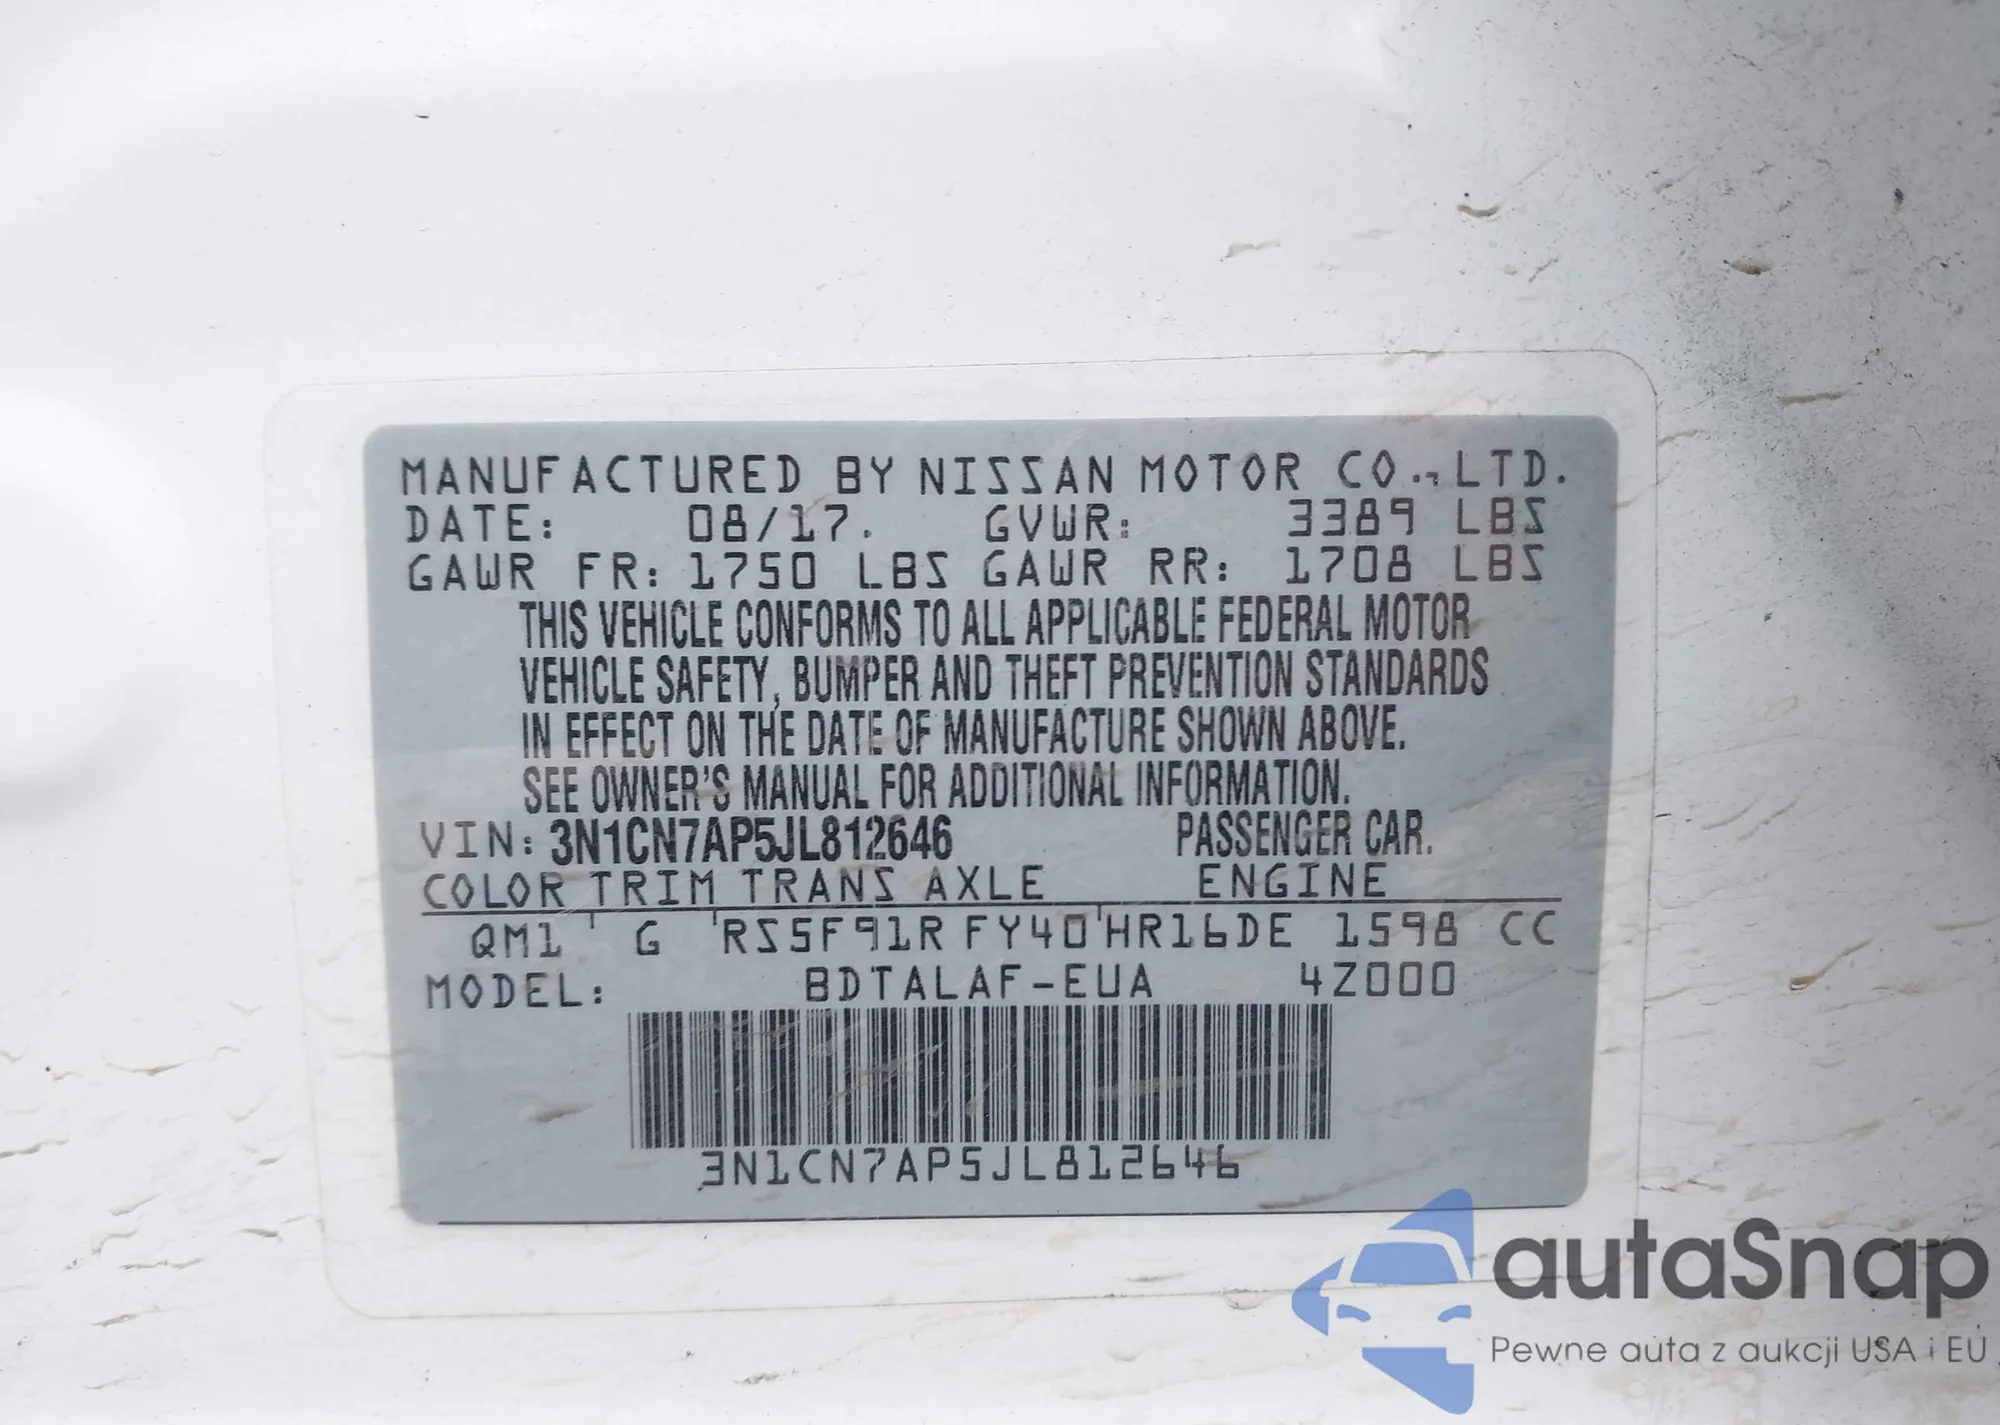 MANUFACTURED BY NISSAN MOTOR CO., LTD.
DATE: 08/17. GVWR: 3389 LBS
GAWR FR: 1750 LBS GAWR RR: 1708 LBS
THIS VEHICLE CONFORMS TO ALL APPLICABLE FEDERAL MOTOR
VEHICLE SAFETY, BUMPER AND THEFT PREVENTION STANDARDS
IN EFFECT ON THE DATE OF MANUFACTURE SHOWN ABOVE.
SEE OWNER'S MANUAL FOR ADDITIONAL INFORMATION.
VIN: 3N1CN7AP5JL812646 PASSENGER CAR.
COLOR TRIM TRANS AXLE ENGINE
QM1 G RS5F91R FY40 HR16DE 1598 CC
MODEL: BDTALAF-EUA 4Z000
3N1CN7AP5JL812646
autaSnap
Pewne auta z aukcji USA i EU